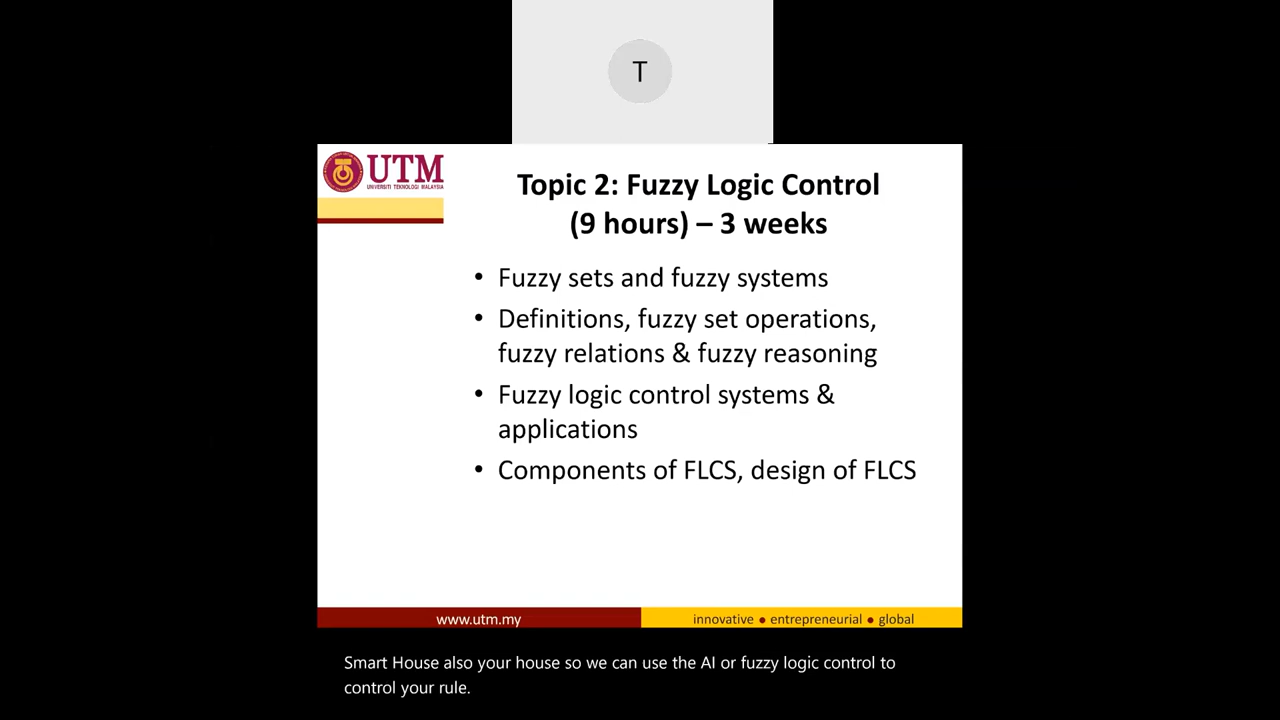 T
UTM
UNIVERSITI TEKNOLOGI MALAYSIA
Topic 2: Fuzzy Logic Control
(9 hours) – 3 weeks
• Fuzzy sets and fuzzy systems
• Definitions, fuzzy set operations,
fuzzy relations & fuzzy reasoning
• Fuzzy logic control systems &
applications
• Components of FLCS, design of FLCS
www.utm.my
innovative ● entrepreneurial ● global
Smart House also your house so we can use the AI or fuzzy logic control to
control your rule.